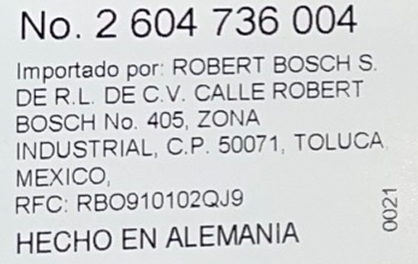 No. 2 604 736 004
Importado por: ROBERT BOSCH S.
DE R.L. DE C.V. CALLE ROBERT
BOSCH No. 405, ZONA
INDUSTRIAL, C.P. 50071, TOLUCA
MEXICO,
RFC: RBO910102QJ9
HECHO EN ALEMANIA
0021